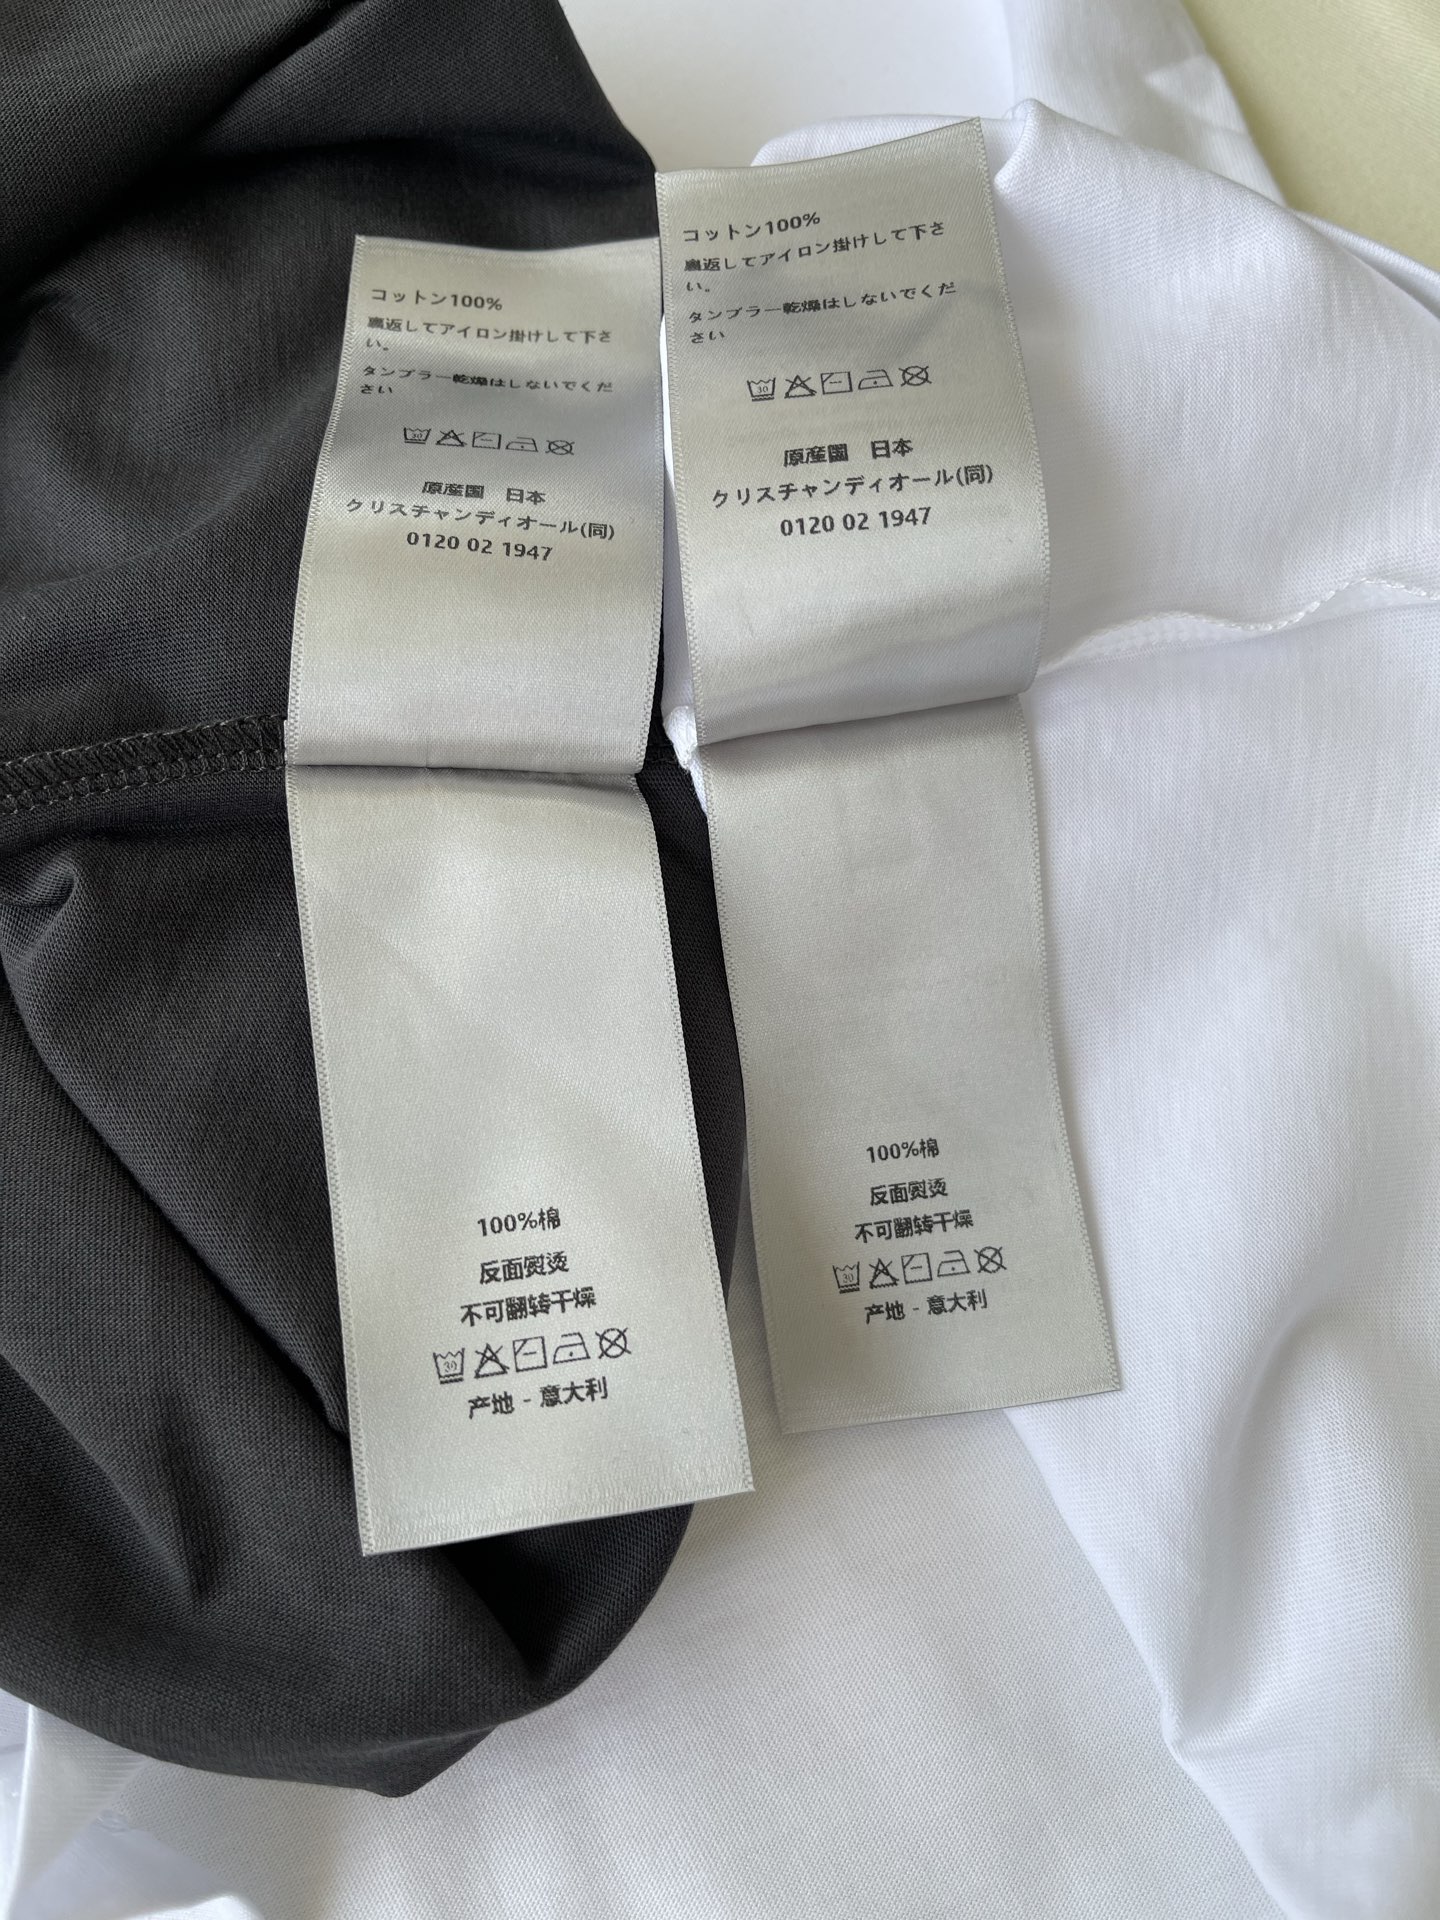 コットン100%
裏返してアイロン掛けして下さ
い。
タンブラー乾燥はしないでくだ
さい
30
原産国 日本
クリスチャンディオール(同)
0120 02 1947
100%棉
反面熨烫
不可翻转干燥
30
产地 - 意大利
コットン100%
裏返してアイロン掛けして下さ
い。
タンブラー乾燥はしないでくだ
さい
30
原産国 日本
クリスチャンディオール(同)
0120 02 1947
100%棉
反面熨烫
不可翻转干燥
30
产地 - 意大利